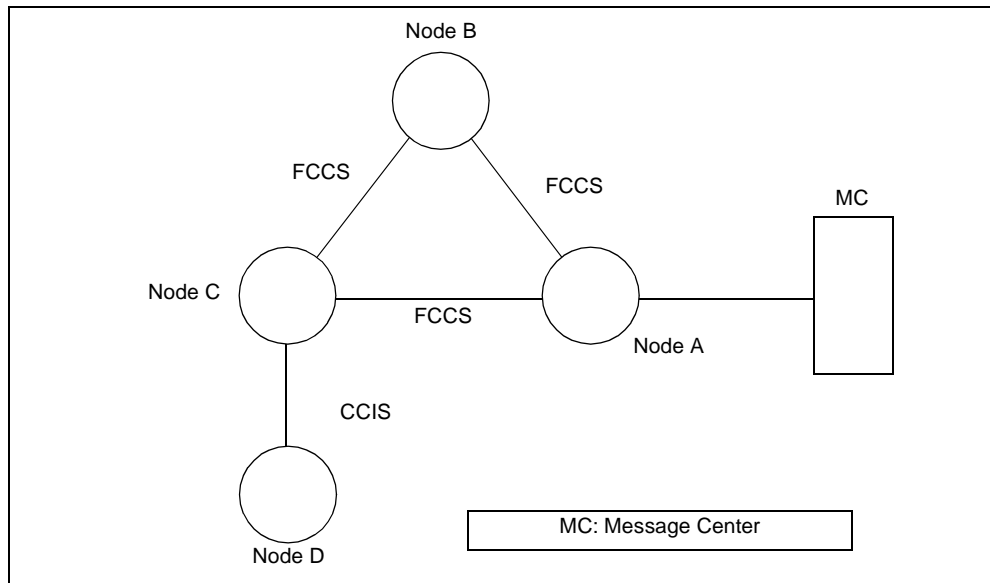 Node B
FCCS
FCCS
MC
Node C
FCCS
Node A
CCIS
MC: Message Center
Node D